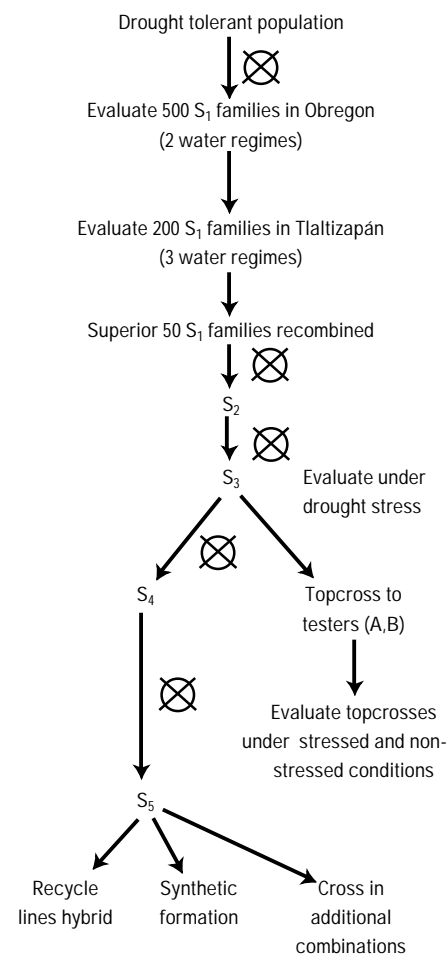 Drought tolerant population
Evaluate 500 S₁ families in Obregon
(2 water regimes)
Evaluate 200 S₁ families in Tlaltizapán
(3 water regimes)
Superior 50 S₁ families recombined
S₂
S₃
Evaluate under
drought stress
S₄
Topcross to
testers (A,B)
Evaluate topcrosses
under stressed and non-
stressed conditions
S₅
Recycle
lines hybrid
Synthetic
formation
Cross in
additional
combinations